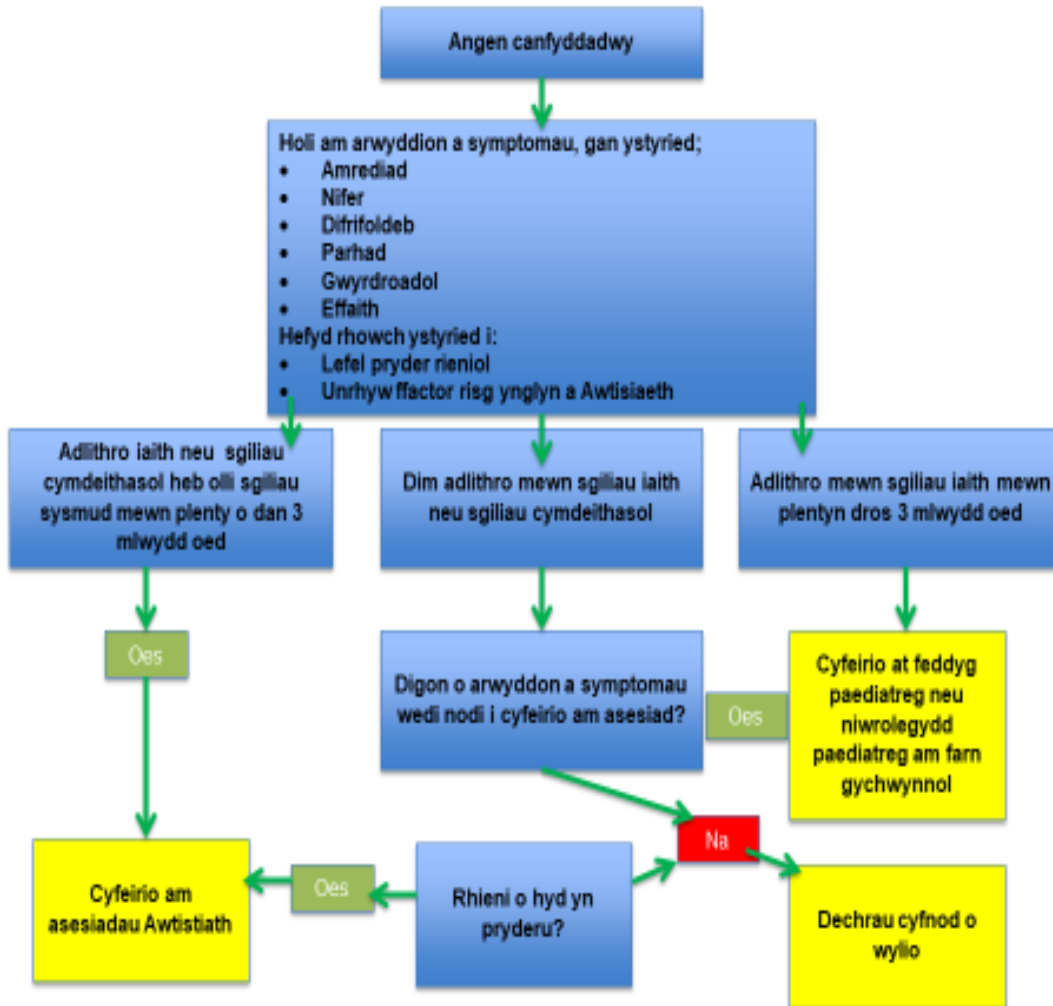 Angen canfyddadwy
Holi am arwyddion a symptomau, gan ystyried;
• Amrediad
• Nifer
• Difrifoldeb
• Parhad
• Gwyrdroadol
• Effaith
Hefyd rhowch ystyried i:
• Lefel pryder rieniol
• Unrhyw ffactor risg ynglyn a Awtisiaeth
Adlithro iaith neu sgiliau
cymdeithasol heb olli sgiliau
sysmud mewn plenty o dan 3
mlwydd oed
Dim adlithro mewn sgiliau iaith
neu sgiliau cymdeithasol
Adlithro mewn sgiliau iaith mewn
plentyn dros 3 mlwydd oed
Oes
Digon o arwyddon a symptomau
wedi nodi i cyfeirio am asesiad?
Oes
Cyfeirio at feddyg
paediatreg neu
niwrolegydd
paediatreg am farn
gychwynnol
Na
Cyfeirio am
asesiadau Awtistiath
Oes
Rhieni o hyd yn
pryderu?
Dechrau cyfnod o
wylio